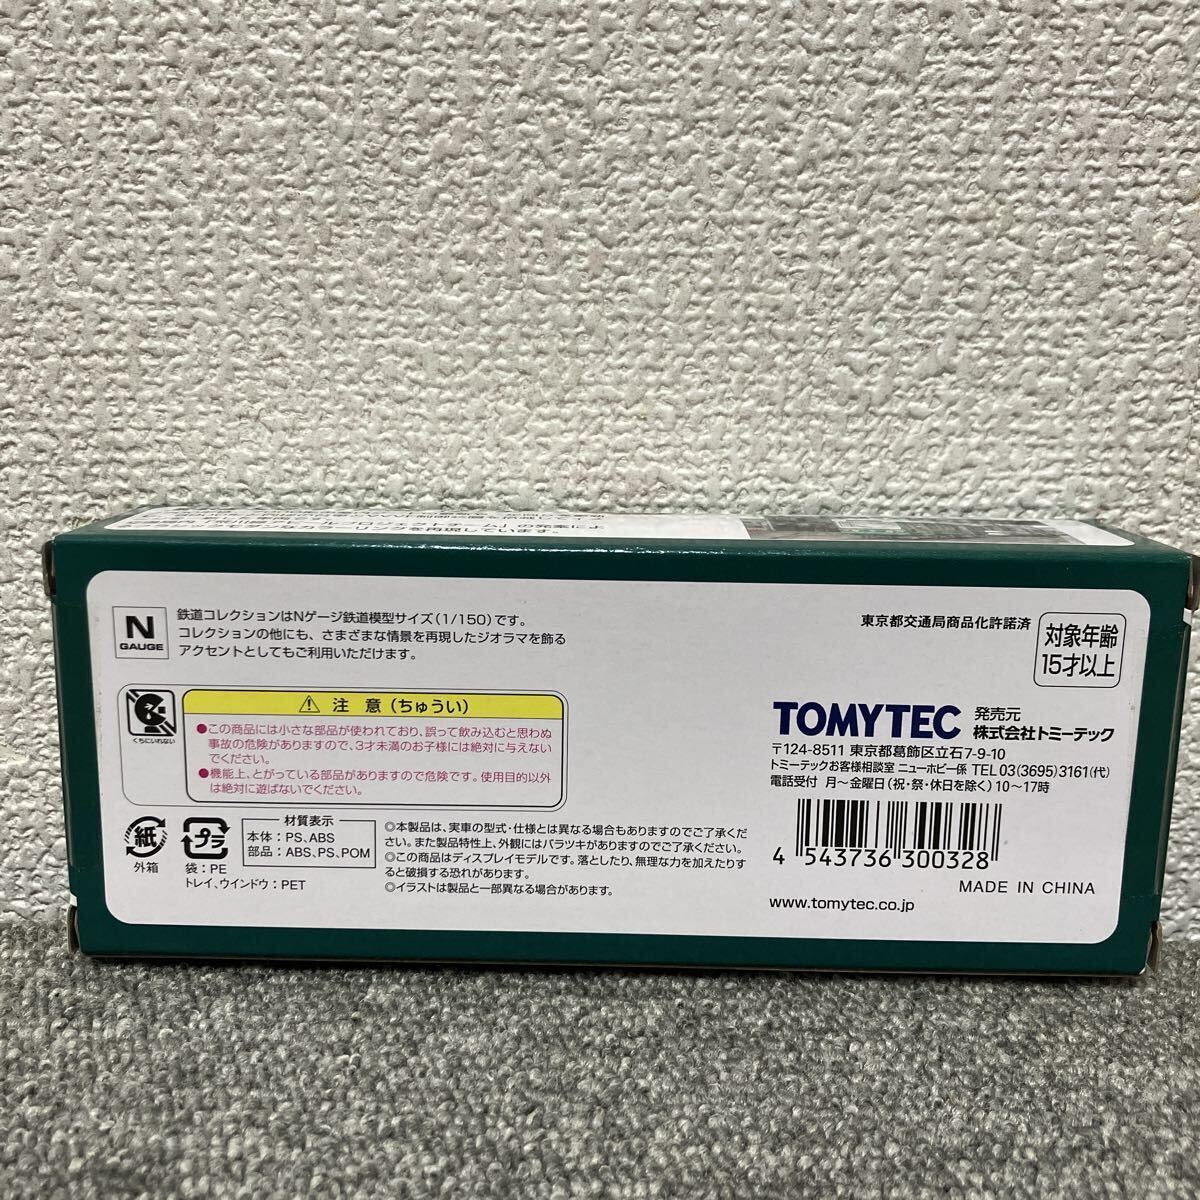 N
GAUGE
鉄道コレクションはNゲージ鉄道模型サイズ(1/150)です。
コレクションの他にも、さまざまな情景を再現したジオラマを飾る
アクセントとしてもご利用いただけます。
東京都交通局商品化許諾済
対象年齢
15才以上
くちにいれない
⚠ 注 意(ちゅうい)
●この商品には小さな部品が使われており、誤って飲み込むと思わぬ
事故の危険がありますので、3才未満のお子様には絶対に与えない
でください。
●機能上、とがっている部品がありますので危険です。使用目的以外
は絶対に遊ばないでください。
TOMYTEC 発売元
株式会社トミーテック
〒124-8511 東京都葛飾区立石7-9-10
トミーテックお客様相談室 ニューホビー係 TEL 03(3695)3161(代)
電話受付 月〜金曜日(祝・祭・休日を除く)10〜17時
紙
外箱
プラ
袋:PE
トレイ、ウインドウ:PET
材質表示
本体:PS、ABS
部品:ABS、PS、POM
◎本製品は、実車の型式・仕様とは異なる場合もありますのでご了承くだ
さい。また製品特性上、外観にはバラツキがありますのでご了承ください。
◎この商品はディスプレイモデルです。落としたり、無理な力を加えたりす
ると破損する恐れがあります。
◎イラストは製品と一部異なる場合があります。
4 543736 300328
MADE IN CHINA
www.tomytec.co.jp